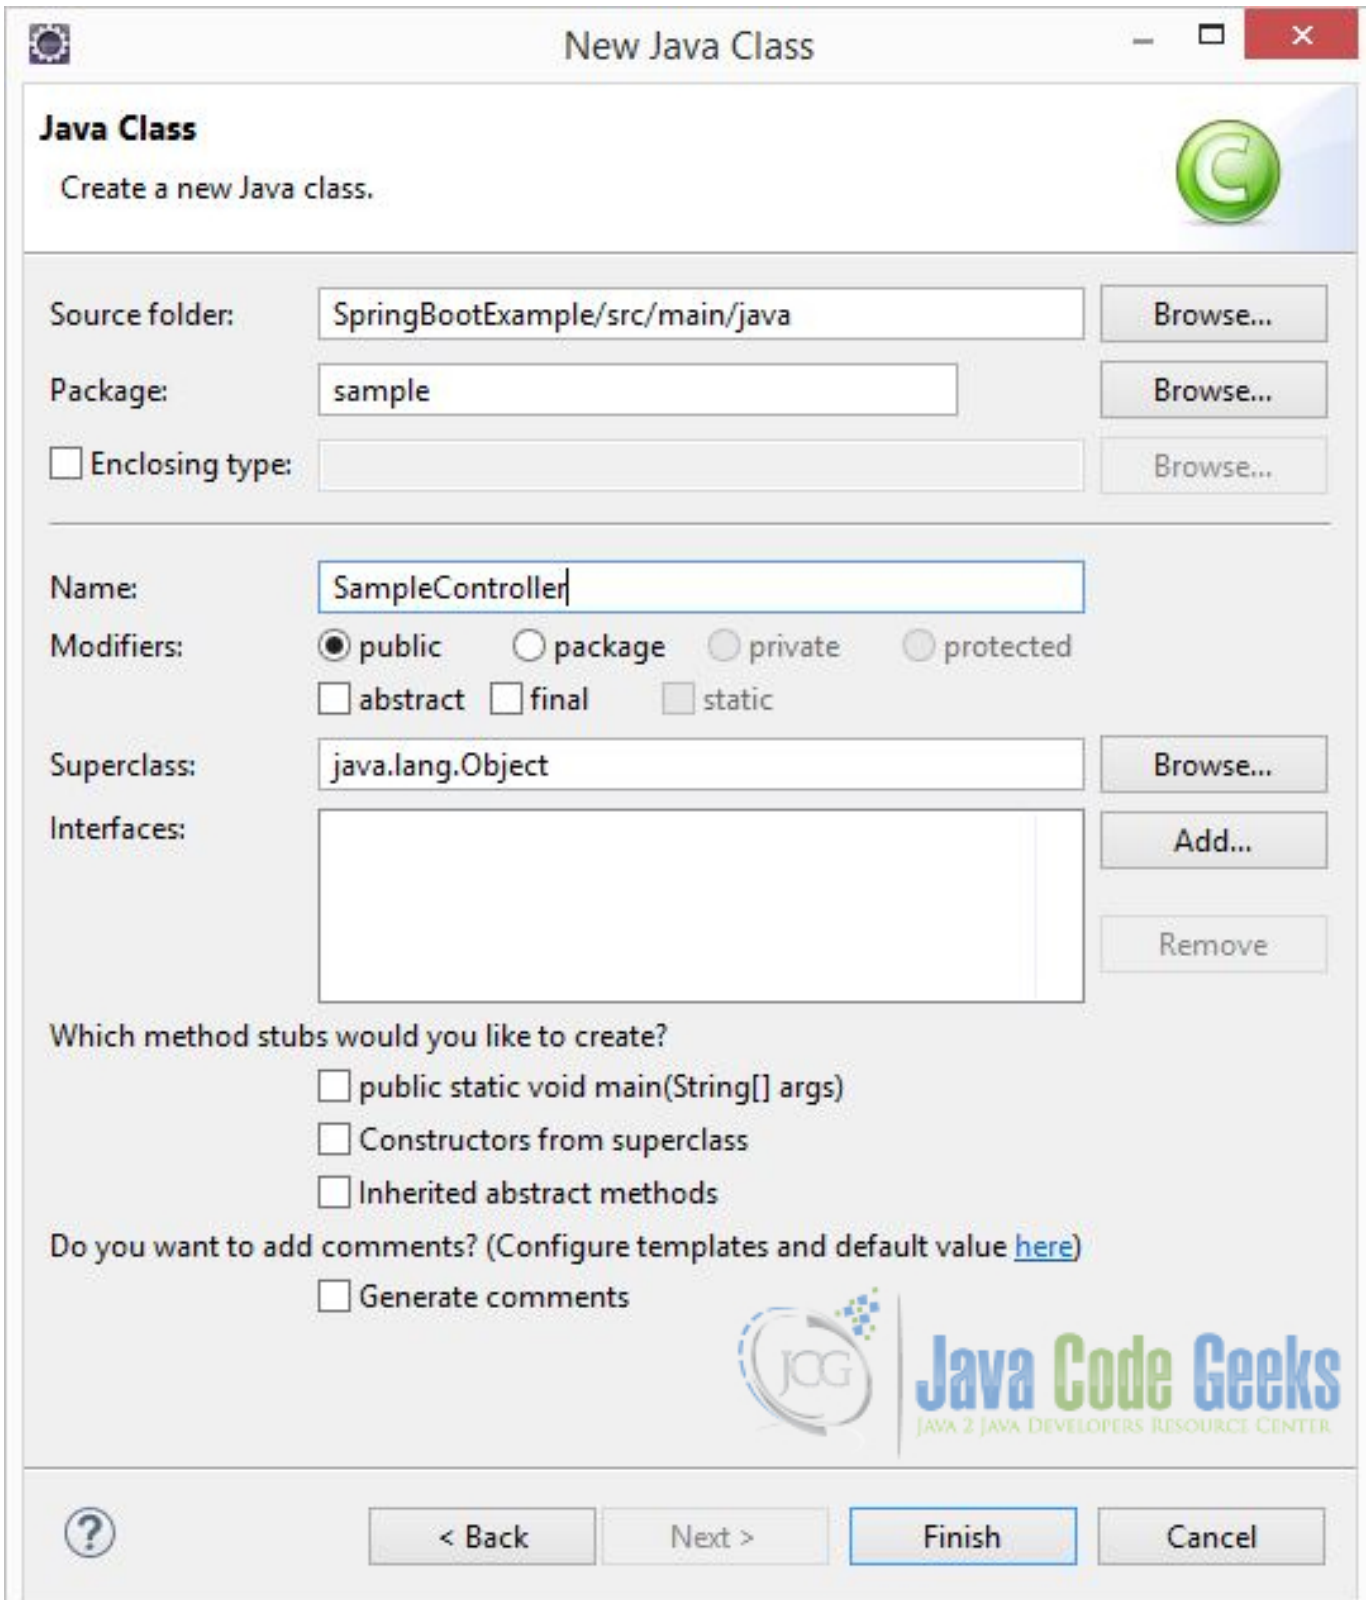 New Java Class
Java Class
Create a new Java class.
C
Source folder: SpringBootExample/src/main/java Browse...
Package: sample Browse...
Enclosing type: Browse...
Name: SampleController
Modifiers: public package private protected
abstract final static
Superclass: java.lang.Object Browse...
Interfaces: Add...
Remove
Which method stubs would you like to create?
public static void main(String[] args)
Constructors from superclass
Inherited abstract methods
Do you want to add comments? (Configure templates and default value here)
Generate comments
JCG
Java Code Geeks
JAVA 2 JAVA DEVELOPERS RESOURCE CENTER
? < Back Next > Finish Cancel